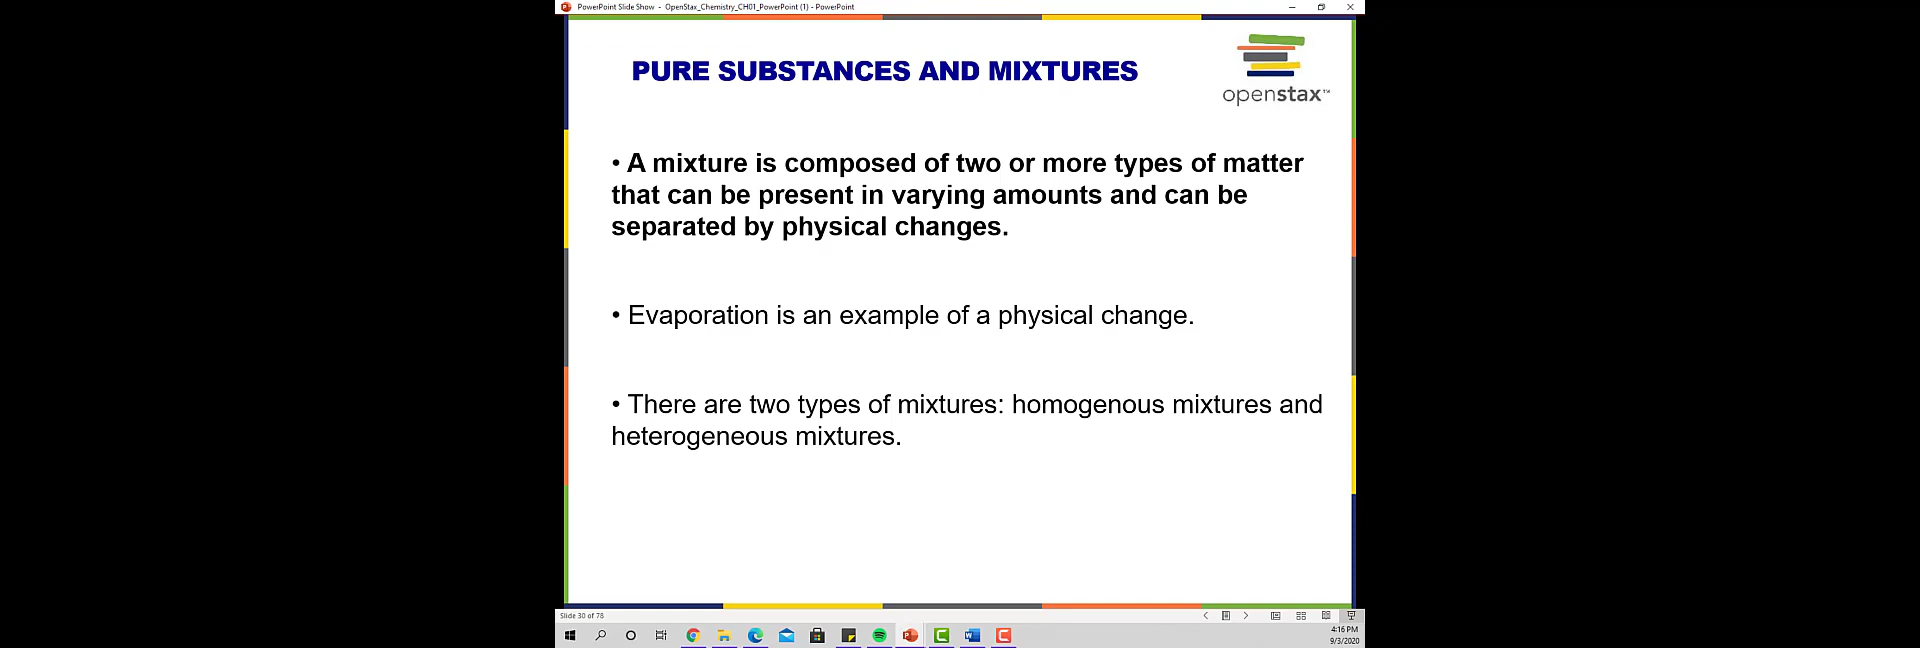 PowerPoint Slide Show - OpenStax_Chemistry_CH01_PowerPoint (1) - PowerPoint
PURE SUBSTANCES AND MIXTURES
openstax™
• A mixture is composed of two or more types of matter
that can be present in varying amounts and can be
separated by physical changes.
• Evaporation is an example of a physical change.
• There are two types of mixtures: homogenous mixtures and
heterogeneous mixtures.
Slide 30 of 78
4:16 PM
9/3/2020